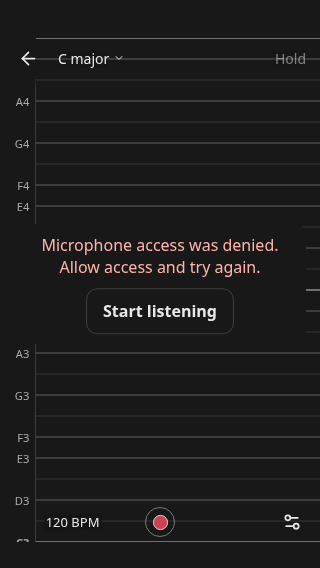 C major
Hold
A4
G4
F4
E4
Microphone access was denied.
Allow access and try again.
Start listening
A3
G3
F3
E3
D3
120 BPM